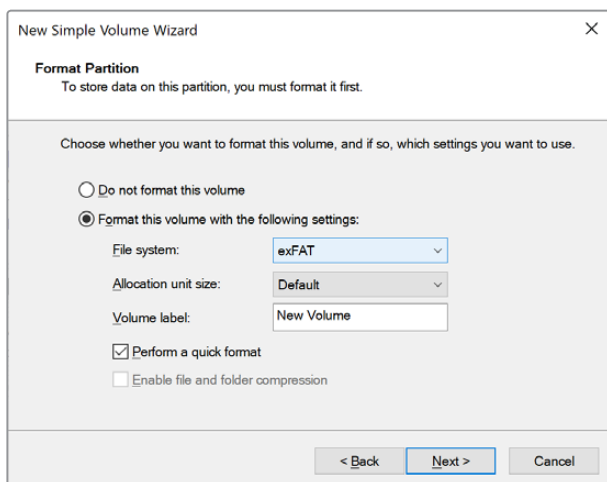 New Simple Volume Wizard
Format Partition
To store data on this partition, you must format it first.
Choose whether you want to format this volume, and if so, which settings you want to use.
Do not format this volume
Format this volume with the following settings:
File system: exFAT
Allocation unit size: Default
Volume label: New Volume
Perform a quick format
Enable file and folder compression
< Back Next > Cancel